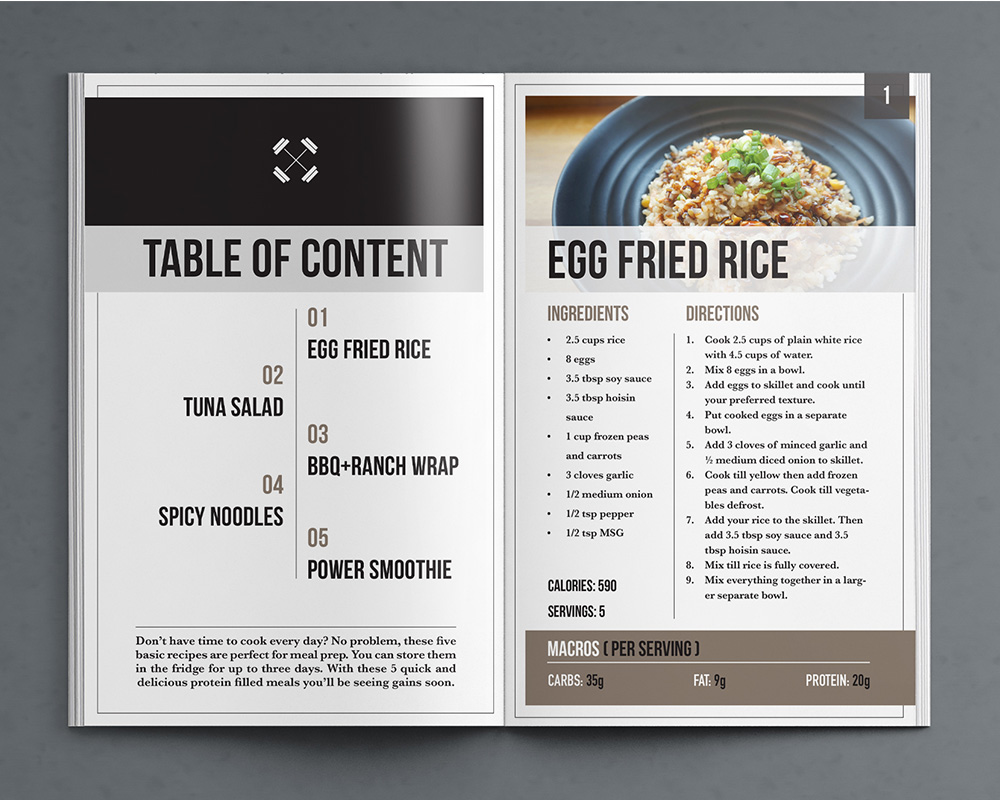 TABLE OF CONTENT
01
EGG FRIED RICE
02
TUNA SALAD
03
BBQ+RANCH WRAP
04
SPICY NOODLES
05
POWER SMOOTHIE
Don’t have time to cook every day? No problem, these five
basic recipes are perfect for meal prep. You can store them
in the fridge for up to three days. With these 5 quick and
delicious protein filled meals you’ll be seeing gains soon.
1
EGG FRIED RICE
INGREDIENTS
• 2.5 cups rice
• 8 eggs
• 3.5 tbsp soy sauce
• 3.5 tbsp hoisin
sauce
• 1 cup frozen peas
and carrots
• 3 cloves garlic
• 1/2 medium onion
• 1/2 tsp pepper
• 1/2 tsp MSG
CALORIES: 590
SERVINGS: 5
DIRECTIONS
1. Cook 2.5 cups of plain white rice
with 4.5 cups of water.
2. Mix 8 eggs in a bowl.
3. Add eggs to skillet and cook until
your preferred texture.
4. Put cooked eggs in a separate
bowl.
5. Add 3 cloves of minced garlic and
½ medium diced onion to skillet.
6. Cook till yellow then add frozen
peas and carrots. Cook till vegeta-
bles defrost.
7. Add your rice to the skillet. Then
add 3.5 tbsp soy sauce and 3.5
tbsp hoisin sauce.
8. Mix till rice is fully covered.
9. Mix everything together in a larg-
er separate bowl.
MACROS ( PER SERVING )
CARBS: 35g FAT: 9g PROTEIN: 20g